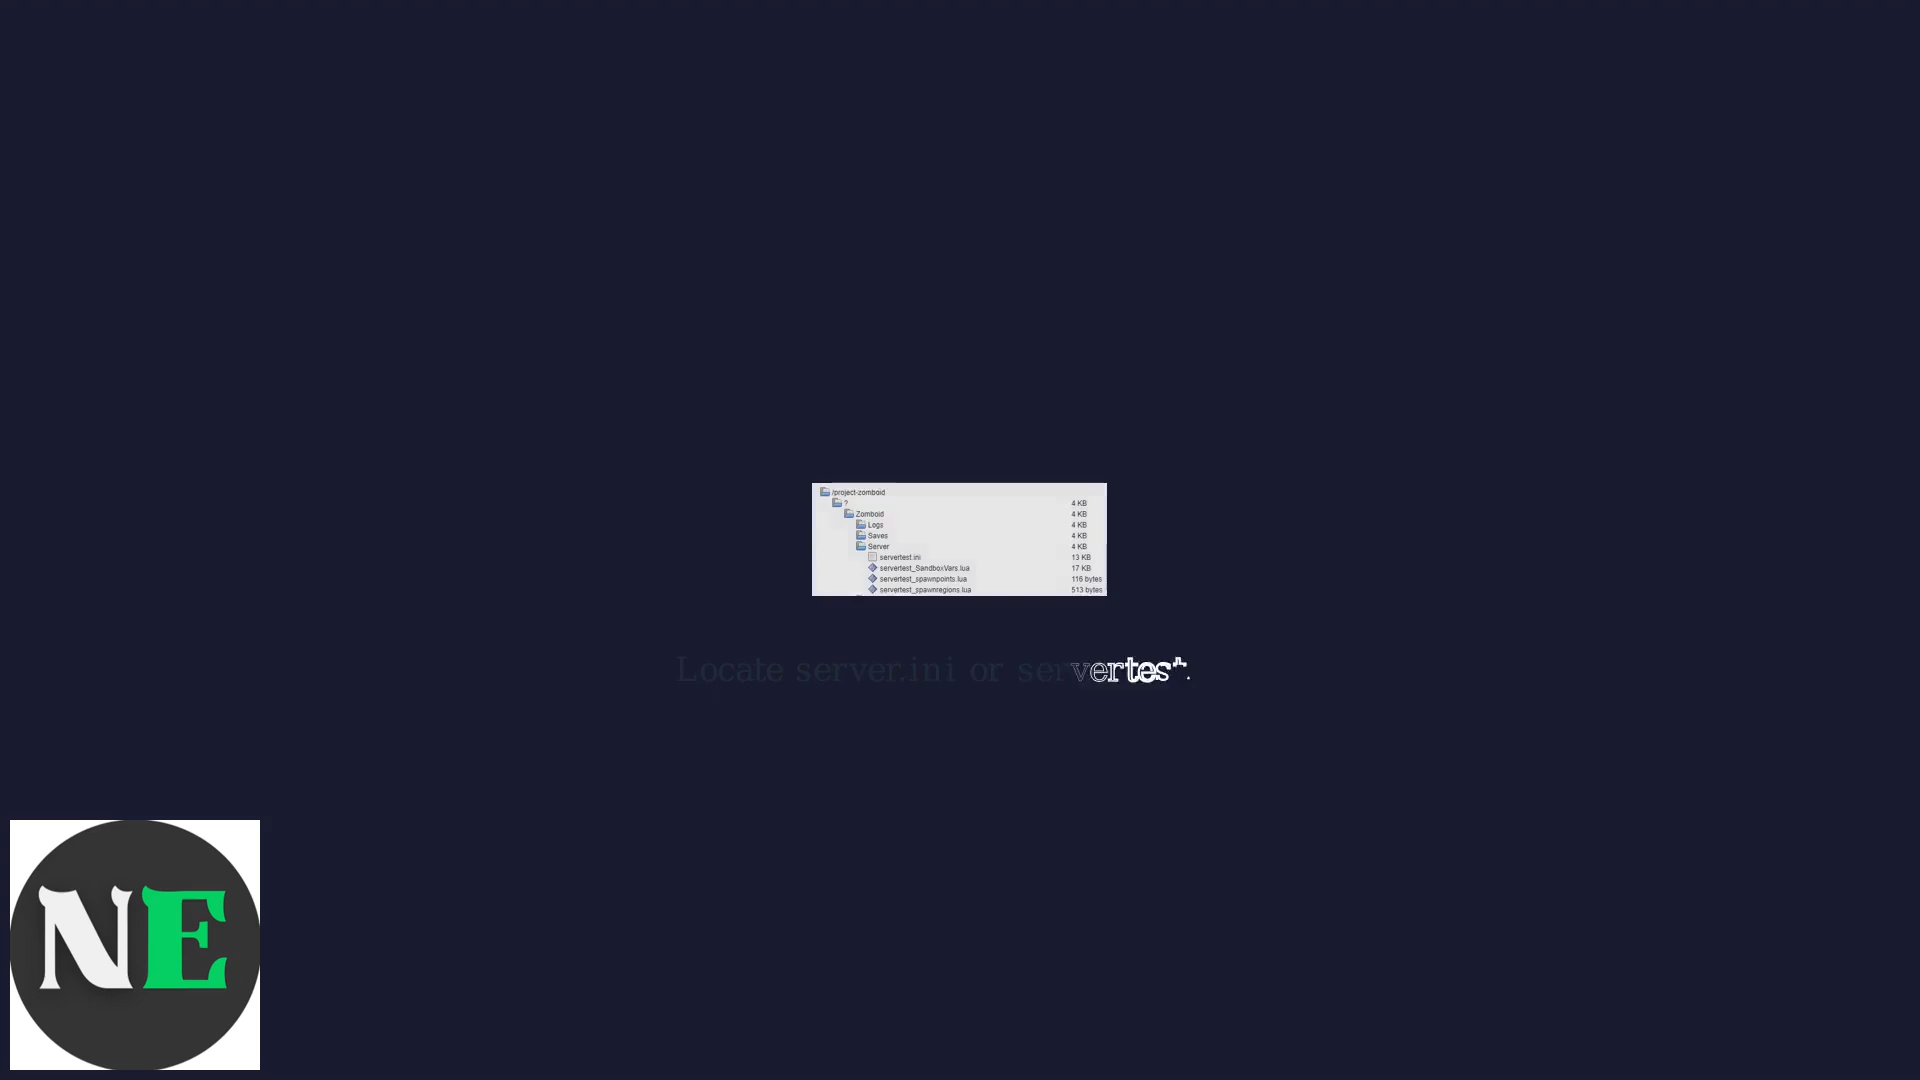 /project-zomboid
? 4 KB
Zomboid 4 KB
Logs 4 KB
Saves 4 KB
Server 4 KB
servertest.ini 13 KB
servertest_SandboxVars.lua 17 KB
servertest_spawnpoints.lua 116 bytes
servertest_spawnregions.lua 513 bytes
Locate server.ini or servertest.
NE